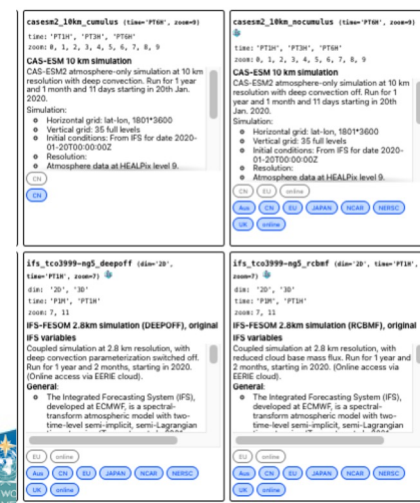 casesm2_10km_cumulus (time='PT6H', zoom=9)
time: 'PT1H', 'PT3H', 'PT6H'
zoom: 0, 1, 2, 3, 4, 5, 6, 7, 8, 9
CAS-ESM 10 km simulation
CAS-ESM2 atmosphere-only simulation at 10 km
resolution with deep convection. Run for 1 year
and 1 month and 11 days starting in 20th Jan.
2020.
Simulation:
Horizontal grid: lat-lon, 1801*3600
Vertical grid: 35 full levels
Initial conditions: From IFS for date 2020-
01-20T00:00:00Z
Resolution:
Atmosphere data at HEALPix level 9.
CN
CN
casesm2_10km_nocumulus (time='PT6H', zoom=9)
time: 'PT1H', 'PT3H', 'PT6H'
zoom: 0, 1, 2, 3, 4, 5, 6, 7, 8, 9
CAS-ESM 10 km simulation
CAS-ESM2 atmosphere-only simulation at 10 km
resolution with deep convection off. Run for 1
year and 1 month and 11 days starting in 20th
Jan. 2020.
Simulation:
Horizontal grid: lat-lon, 1801*3600
Vertical grid: 35 full levels
Initial conditions: From IFS for date 2020-
01-20T00:00:00Z
Resolution:
Atmosphere data at HEALPix level 9.
CN EU online
Aus CN EU JAPAN NCAR NERSC
UK online
ifs_tco3999-ng5_deepoff (dim='2D',
time='PT1H', zoom=7)
dim: '2D', '3D'
time: 'P1M', 'PT1H'
zoom: 7, 11
IFS-FESOM 2.8km simulation (DEEPOFF), original
IFS variables
Coupled simulation at 2.8 km resolution, with
deep convection parameterization switched off.
Run for 1 year and 2 months, starting in 2020.
(Online access via EERIE cloud).
General:
The Integrated Forecasting System (IFS),
developed at ECMWF, is a spectral-
transform atmospheric model with two-
time-level semi-implicit, semi-Lagrangian
EU online
Aus CN EU JAPAN NCAR NERSC
UK online
ifs_tco3999-ng5_rcbmf (dim='2D', time='PT1H',
zoom=7)
dim: '2D', '3D'
time: 'P1M', 'PT1H'
zoom: 7, 11
IFS-FESOM 2.8km simulation (RCBMF), original
IFS variables
Coupled simulation at 2.8 km resolution, with
reduced cloud base mass flux. Run for 1 year and
2 months, starting in 2020. (Online access via
EERIE cloud).
General:
The Integrated Forecasting System (IFS),
developed at ECMWF, is a spectral-
transform atmospheric model with two-
time-level semi-implicit, semi-Lagrangian
EU online
Aus CN EU JAPAN NCAR NERSC
UK online